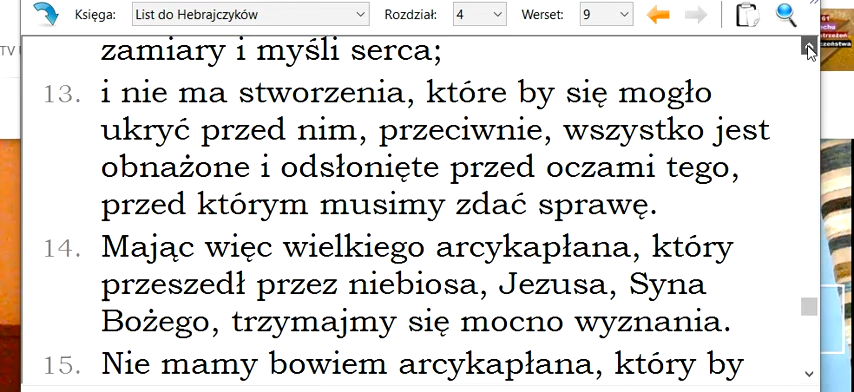 Księga: List do Hebrajczyków Rozdział: 4 Werset: 9
TV
zamiary i myśli serca;
13. i nie ma stworzenia, które by się mogło
ukryć przed nim, przeciwnie, wszystko jest
obnażone i odsłonięte przed oczami tego,
przed którym musimy zdać sprawę.
14. Mając więc wielkiego arcykapłana, który
przeszedł przez niebiosa, Jezusa, Syna
Bożego, trzymajmy się mocno wyznania.
15. Nie mamy bowiem arcykapłana, który by